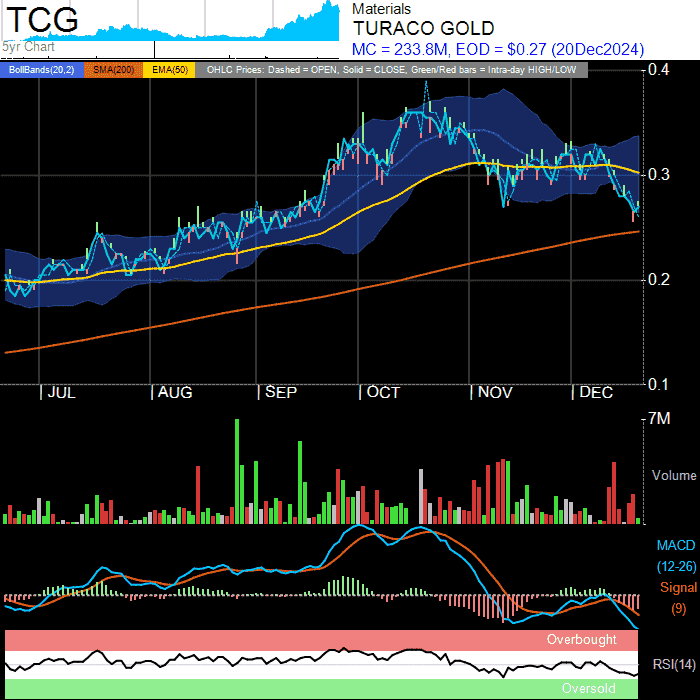 TCG
5yr Chart
Materials
TURACO GOLD
MC = 233.8M, EOD = $0.27 (20Dec2024)
BollBands(20,2) SMA(200) EMA(50) OHLC Prices: Dashed = OPEN, Solid = CLOSE, Green/Red bars = Intra-day HIGH/LOW
0.4
0.3
0.2
0.1
JUL AUG SEP OCT NOV DEC
7M
Volume
MACD
(12-26)
Signal
(9)
Overbought
RSI(14)
Oversold